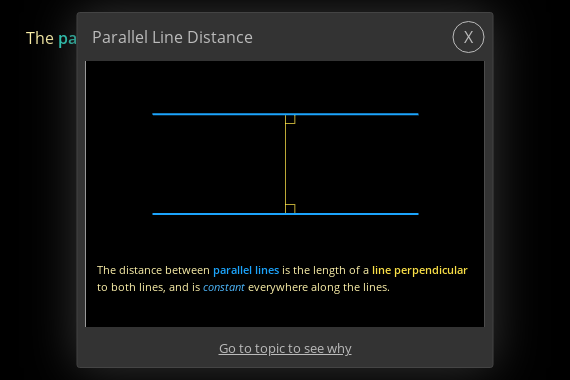 The pa
Parallel Line Distance
X
The distance between parallel lines is the length of a line perpendicular
to both lines, and is constant everywhere along the lines.
Go to topic to see why